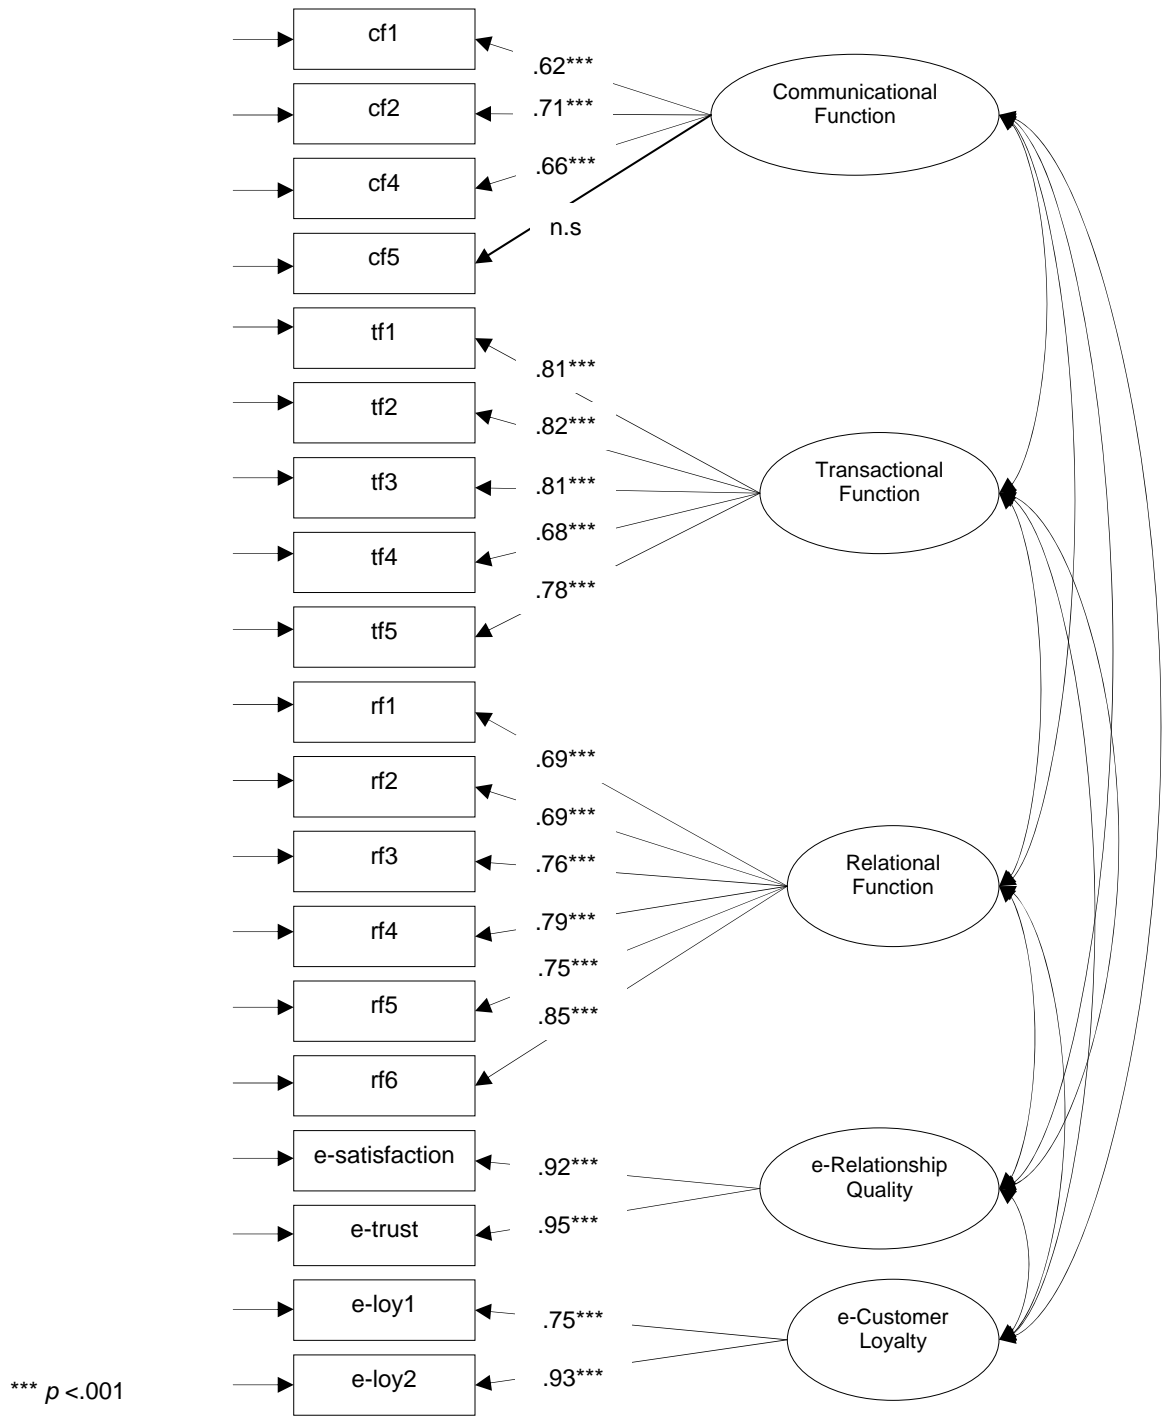 cf1
.62***
Communicational
Function
cf2
.71***
cf4
.66***
cf5
n.s
tf1
.81***
tf2
.82***
tf3
.81***
Transactional
Function
tf4
.68***
tf5
.78***
rf1
.69***
rf2
.69***
rf3
.76***
Relational
Function
rf4
.79***
rf5
.75***
rf6
.85***
e-satisfaction
.92***
e-Relationship
Quality
e-trust
.95***
e-loy1
.75***
e-Customer
Loyalty
e-loy2
.93***
*** p <.001